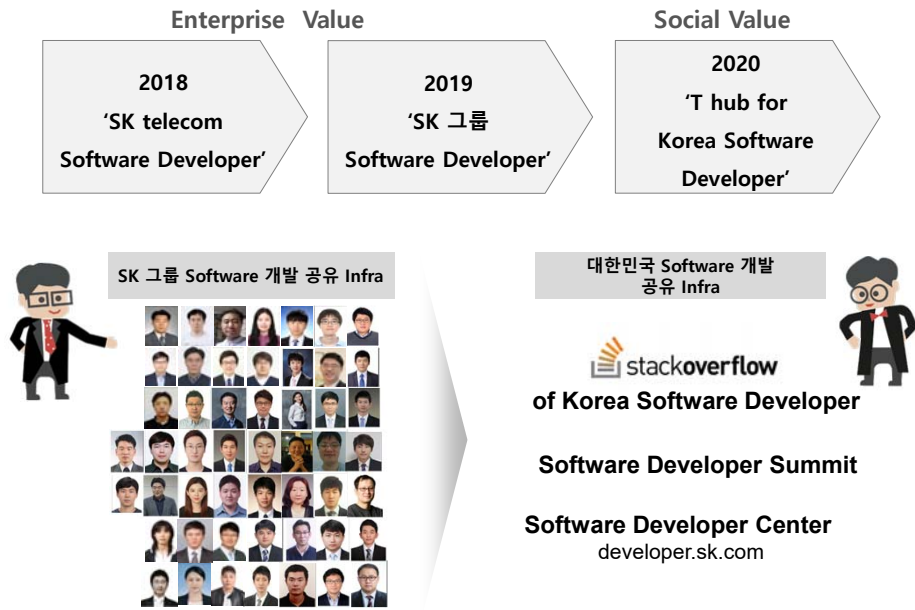 Enterprise Value
Social Value
2018
‘SK telecom
Software Developer’
2019
‘SK 그룹
Software Developer’
2020
‘T hub for
Korea Software
Developer’
SK 그룹 Software 개발 공유 Infra
대한민국 Software 개발
공유 Infra
stackoverflow
of Korea Software Developer
Software Developer Summit
Software Developer Center
developer.sk.com